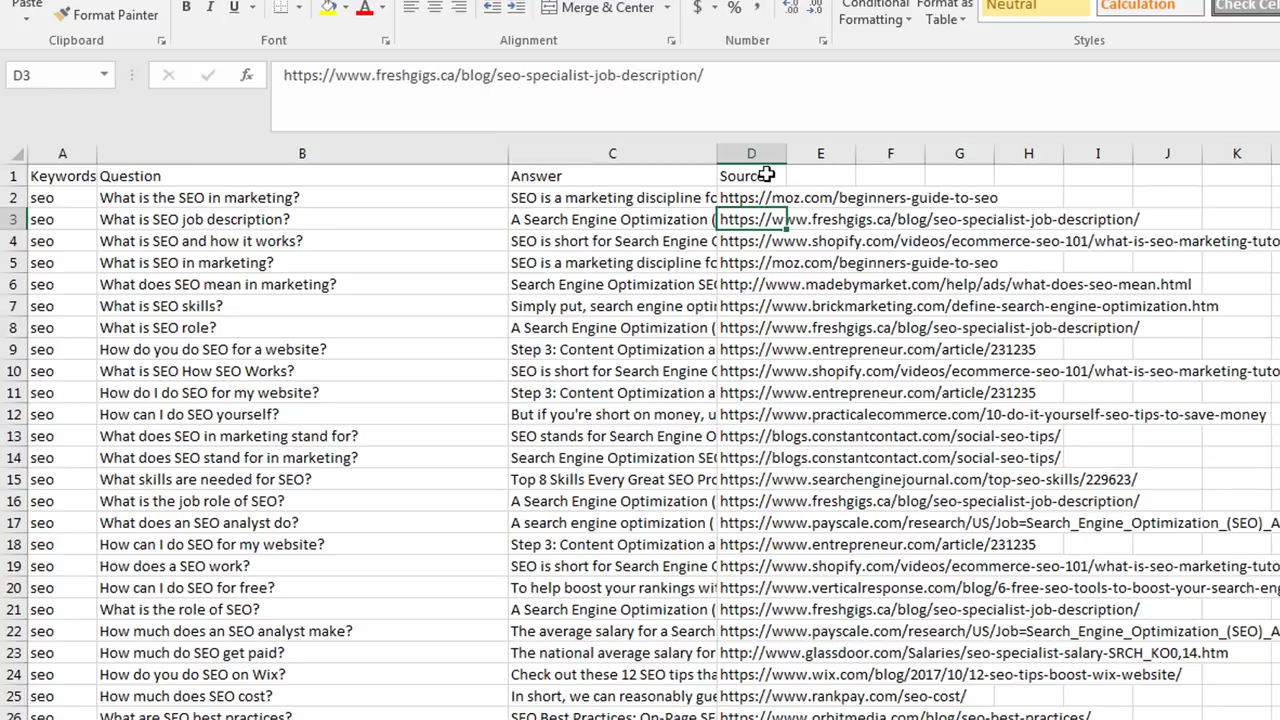 Paste
Format Painter
B I U
A
Merge & Center
$ % ,
Conditional Formatting
Format as Table
Neutral
Calculation
Check Cel
Clipboard
Font
Alignment
Number
Styles
D3
fx
https://www.freshgigs.ca/blog/seo-specialist-job-description/
A B C D E F G H I J K
1 Keywords Question Answer Sourc
2 seo What is the SEO in marketing? SEO is a marketing discipline fo https://moz.com/beginners-guide-to-seo
3 seo What is SEO job description? A Search Engine Optimization ( https://www.freshgigs.ca/blog/seo-specialist-job-description/
4 seo What is SEO and how it works? SEO is short for Search Engine O https://www.shopify.com/videos/ecommerce-seo-101/what-is-seo-marketing-tuto
5 seo What is SEO in marketing? SEO is a marketing discipline fo https://moz.com/beginners-guide-to-seo
6 seo What does SEO mean in marketing? Search Engine Optimization SEO http://www.madebymarket.com/help/ads/what-does-seo-mean.html
7 seo What is SEO skills? Simply put, search engine opti https://www.brickmarketing.com/define-search-engine-optimization.htm
8 seo What is SEO role? A Search Engine Optimization ( https://www.freshgigs.ca/blog/seo-specialist-job-description/
9 seo How do you do SEO for a website? Step 3: Content Optimization a https://www.entrepreneur.com/article/231235
10 seo What is SEO How SEO Works? SEO is short for Search Engine O https://www.shopify.com/videos/ecommerce-seo-101/what-is-seo-marketing-tuto
11 seo How do I do SEO for my website? Step 3: Content Optimization a https://www.entrepreneur.com/article/231235
12 seo How can I do SEO yourself? But if you're short on money, u https://www.practicalecommerce.com/10-do-it-yourself-seo-tips-to-save-money
13 seo What does SEO in marketing stand for? SEO stands for Search Engine O https://blogs.constantcontact.com/social-seo-tips/
14 seo What does SEO stand for in marketing? Search Engine Optimization SEO https://blogs.constantcontact.com/social-seo-tips/
15 seo What skills are needed for SEO? Top 8 Skills Every Great SEO Pro https://www.searchenginejournal.com/top-seo-skills/229623/
16 seo What is the job role of SEO? A Search Engine Optimization ( https://www.freshgigs.ca/blog/seo-specialist-job-description/
17 seo What does an SEO analyst do? A search engine optimization ( https://www.payscale.com/research/US/Job=Search_Engine_Optimization_(SEO)_A
18 seo How can I do SEO for my website? Step 3: Content Optimization a https://www.entrepreneur.com/article/231235
19 seo How does a SEO work? SEO is short for Search Engine O https://www.shopify.com/videos/ecommerce-seo-101/what-is-seo-marketing-tuto
20 seo How can I do SEO for free? To help boost your rankings wi https://www.verticalresponse.com/blog/6-free-seo-tools-to-boost-your-search-eng
21 seo What is the role of SEO? A Search Engine Optimization ( https://www.freshgigs.ca/blog/seo-specialist-job-description/
22 seo How much does an SEO analyst make? The average salary for a Search https://www.payscale.com/research/US/Job=Search_Engine_Optimization_(SEO)_A
23 seo How much do SEO get paid? The national average salary for http://www.glassdoor.com/Salaries/seo-specialist-salary-SRCH_KO0,14.htm
24 seo How do you do SEO on Wix? Check out these 12 SEO tips tha https://www.wix.com/blog/2017/10/12-seo-tips-boost-wix-website/
25 seo How much does SEO cost? In short, we can reasonably gue https://www.rankpay.com/seo-cost/
26 seo What are SEO best practices? SEO Best Practices: On-Page SE https://www.orbitmedia.com/blog/seo-best-practices/